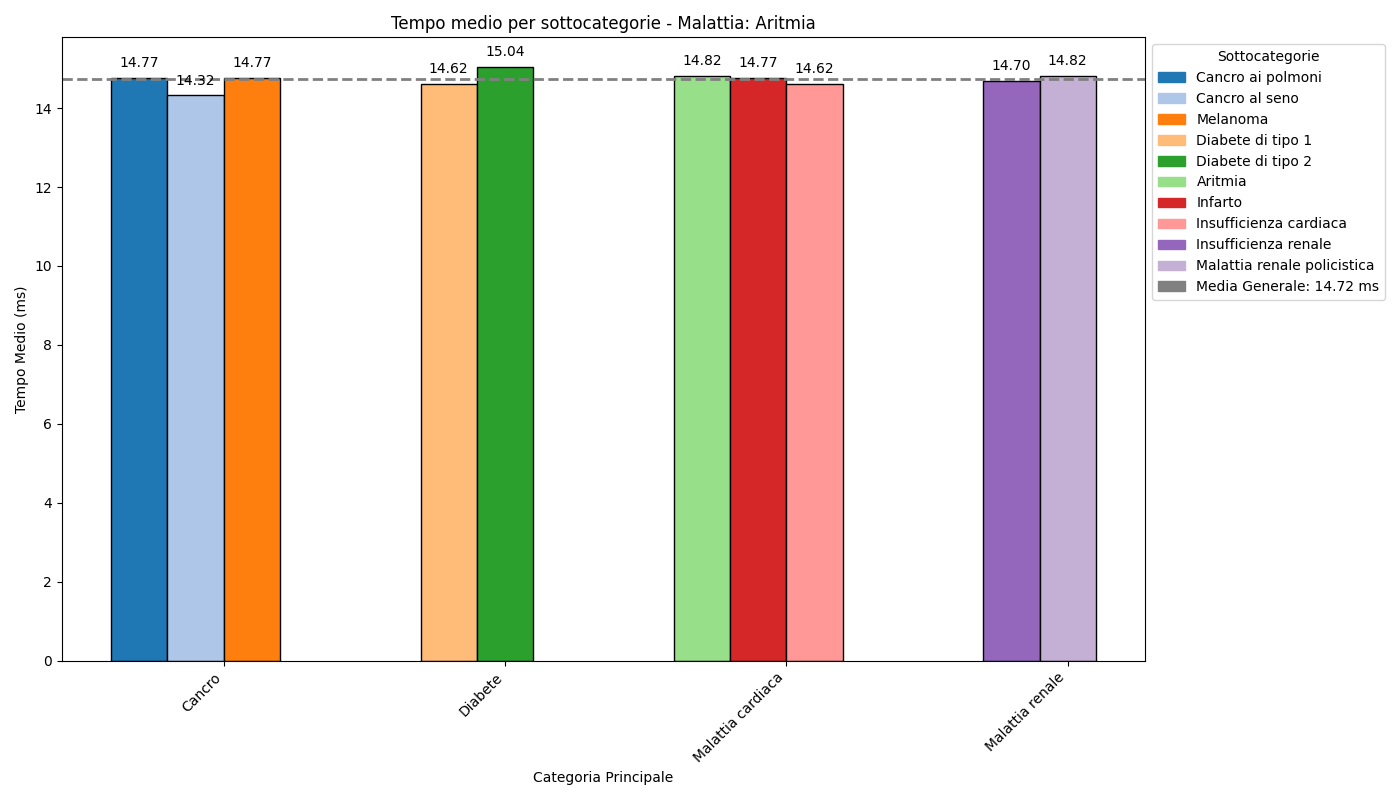 Tempo medio per sottocategorie - Malattia: Aritmia
14.77
14.32
14.77
14.62
15.04
14.82
14.77
14.62
14.70
14.82
14
12
10
8
6
4
2
0
Tempo Medio (ms)
Cancro
Diabete
Malattia cardiaca
Malattia renale
Categoria Principale
Sottocategorie
Cancro ai polmoni
Cancro al seno
Melanoma
Diabete di tipo 1
Diabete di tipo 2
Aritmia
Infarto
Insufficienza cardiaca
Insufficienza renale
Malattia renale policistica
Media Generale: 14.72 ms